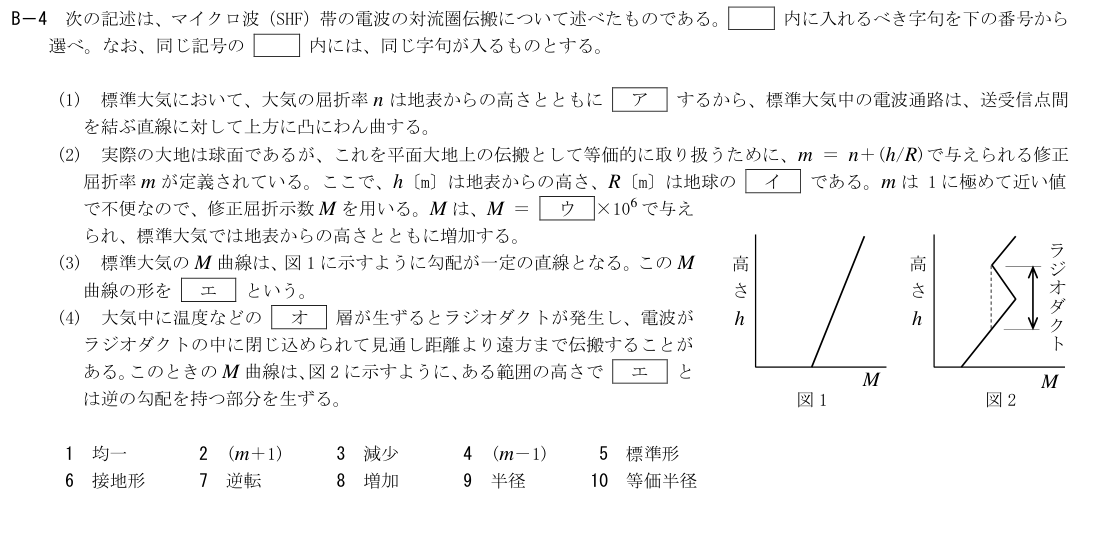 B－4 次の記述は、マイクロ波（SHF）帯の電波の対流圏伝搬について述べたものである。 内に入れるべき字句を下の番号から
選べ。なお、同じ記号の 内には、同じ字句が入るものとする。
(1) 標準大気において、大気の屈折率 n は地表からの高さとともに ア するから、標準大気中の電波通路は、送受信点間
を結ぶ直線に対して上方に凸にわん曲する。
(2) 実際の大地は球面であるが、これを平面大地上の伝搬として等価的に取り扱うために、m ＝ n＋(h/R)で与えられる修正
屈折率 m が定義されている。ここで、h〔m〕は地表からの高さ、R〔m〕は地球の イ である。m は 1 に極めて近い値
で不便なので、修正屈折示数 M を用いる。M は、M ＝ ウ ×10⁶ で与え
られ、標準大気では地表からの高さとともに増加する。
(3) 標準大気の M 曲線は、図１に示すように勾配が一定の直線となる。この M
曲線の形を エ という。
(4) 大気中に温度などの オ 層が生ずるとラジオダクトが発生し、電波が
ラジオダクトの中に閉じ込められて見通し距離より遠方まで伝搬することが
ある。このときの M 曲線は、図２に示すように、ある範囲の高さで エ と
は逆の勾配を持つ部分を生ずる。
高さ h
M
図１
高さ h
ラジオダクト
M
図２
1 均一 2 (m＋1) 3 減少 4 (m－1) 5 標準形
6 接地形 7 逆転 8 増加 9 半径 10 等価半径